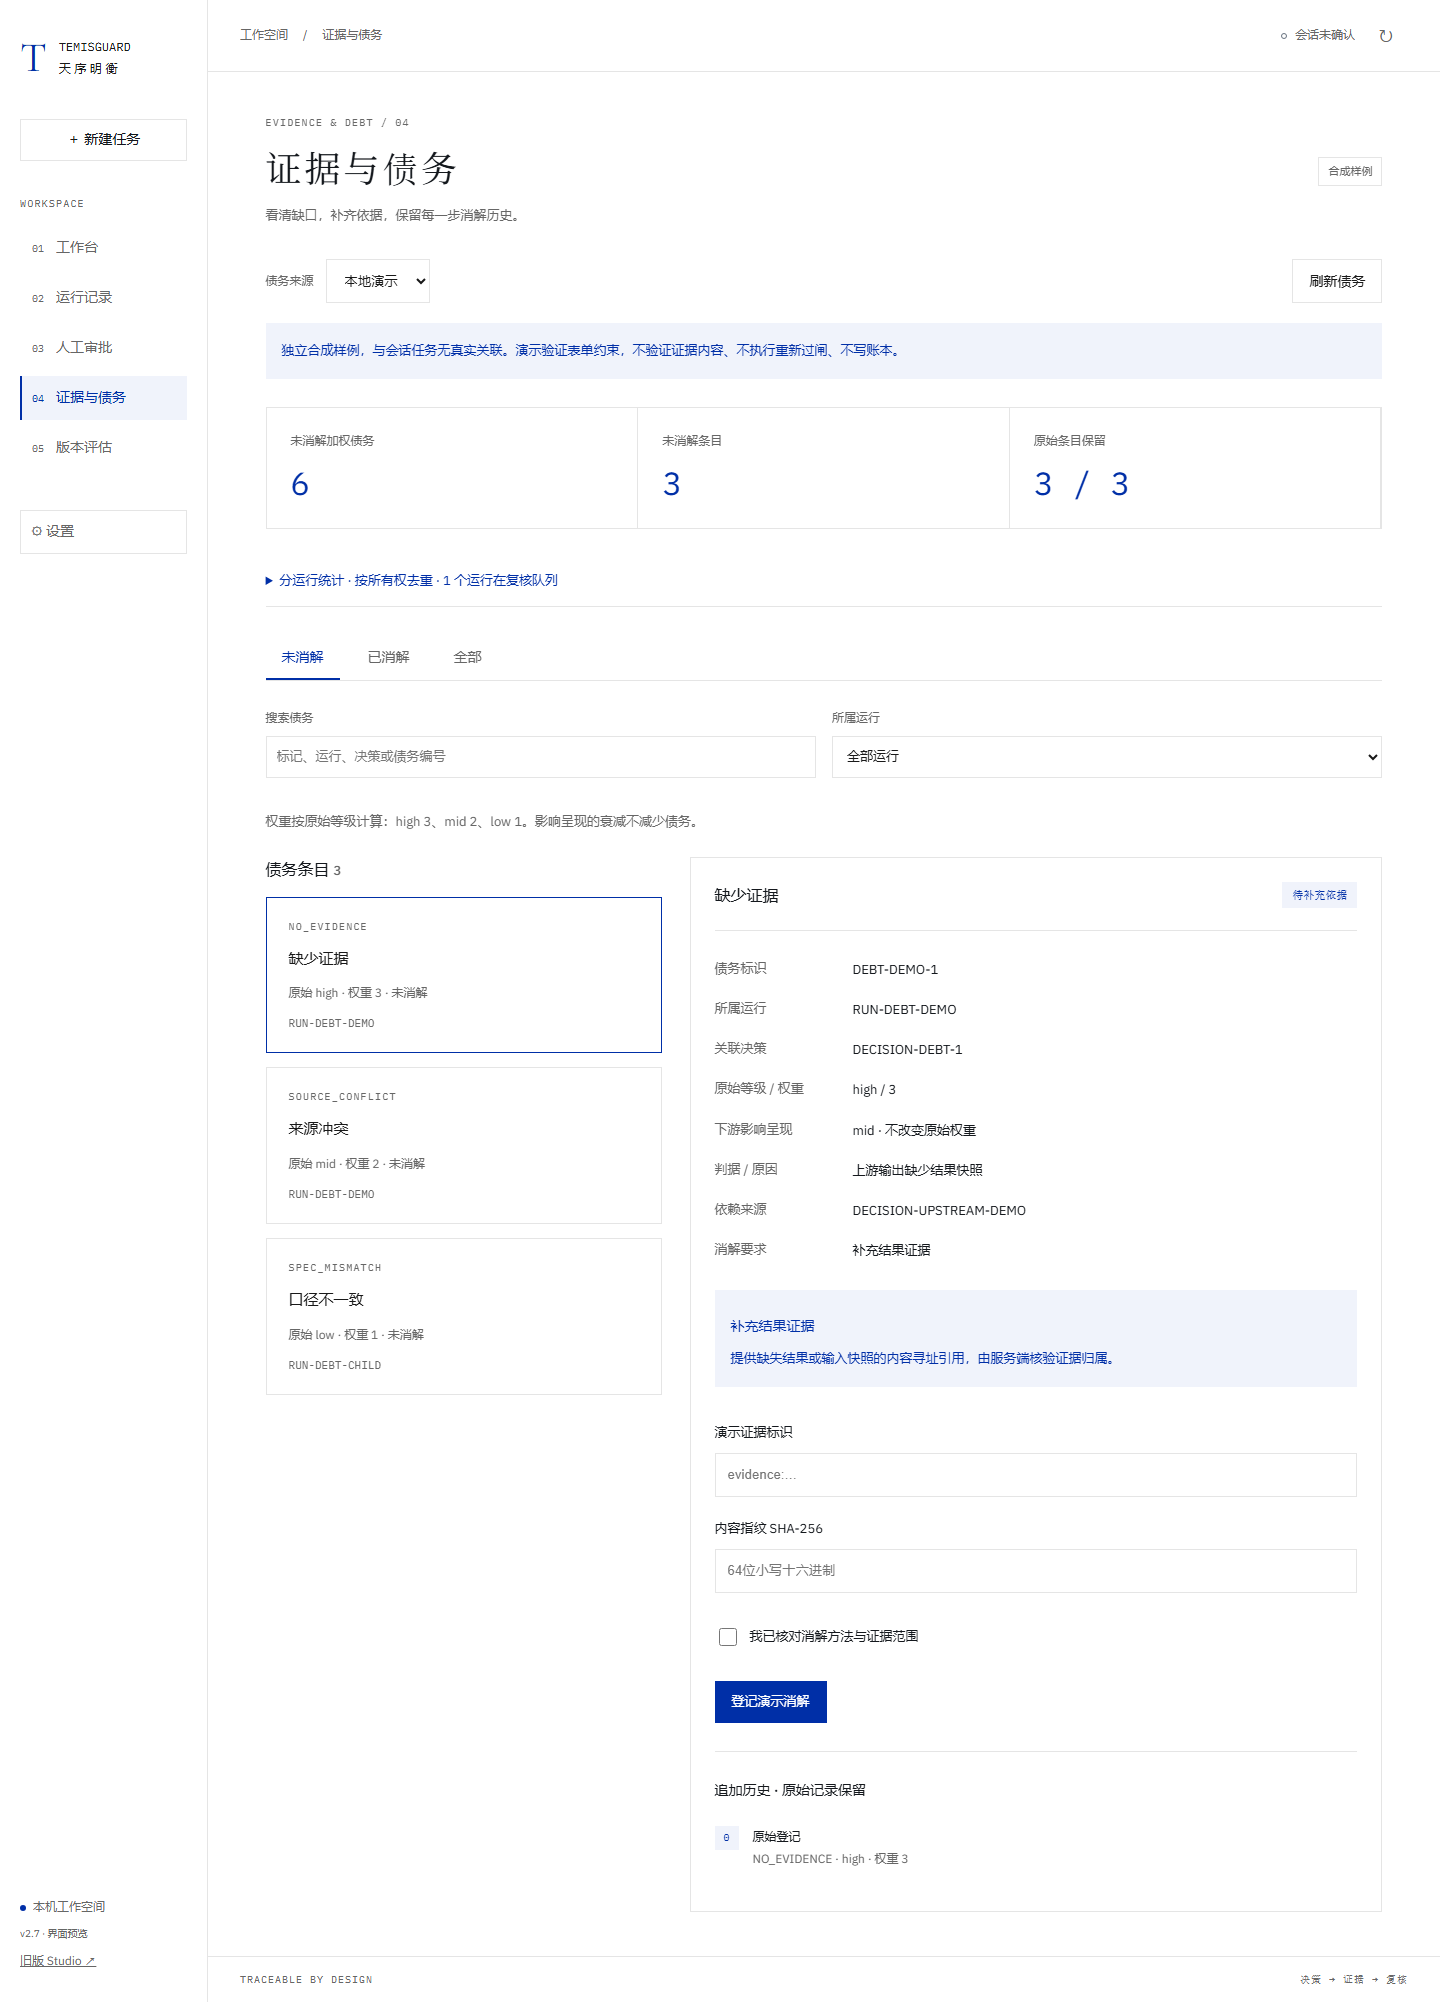 T
TEMISGUARD
天序明衡
+ 新建任务
WORKSPACE
01 工作台
02 运行记录
03 人工审批
04 证据与债务
05 版本评估
⚙ 设置
本机工作空间
v2.7 · 界面预览
旧版 Studio ↗
工作空间 / 证据与债务
会话未确认 ↻
EVIDENCE & DEBT / 04
证据与债务
合成样例
看清缺口，补齐依据，保留每一步消解历史。
债务来源 本地演示
刷新债务
独立合成样例，与会话任务无真实关联。演示验证表单约束，不验证证据内容、不执行重新过闸、不写账本。
未消解加权债务
6
未消解条目
3
原始条目保留
3 / 3
▶ 分运行统计 · 按所有权去重 · 1 个运行在复核队列
未消解 已消解 全部
搜索债务
标记、运行、决策或债务编号
所属运行
全部运行
权重按原始等级计算：high 3、mid 2、low 1。影响呈现的衰减不减少债务。
债务条目 3
NO_EVIDENCE
缺少证据
原始 high · 权重 3 · 未消解
RUN-DEBT-DEMO
SOURCE_CONFLICT
来源冲突
原始 mid · 权重 2 · 未消解
RUN-DEBT-DEMO
SPEC_MISMATCH
口径不一致
原始 low · 权重 1 · 未消解
RUN-DEBT-CHILD
缺少证据
待补充依据
债务标识 DEBT-DEMO-1
所属运行 RUN-DEBT-DEMO
关联决策 DECISION-DEBT-1
原始等级 / 权重 high / 3
下游影响呈现 mid · 不改变原始权重
判据 / 原因 上游输出缺少结果快照
依赖来源 DECISION-UPSTREAM-DEMO
消解要求 补充结果证据
补充结果证据
提供缺失结果或输入快照的内容寻址引用，由服务端核验证据归属。
演示证据标识
evidence:...
内容指纹 SHA-256
64位小写十六进制
我已核对消解方法与证据范围
登记演示消解
追加历史 · 原始记录保留
0 原始登记
NO_EVIDENCE · high · 权重 3
TRACEABLE BY DESIGN
决策 → 证据 → 复核